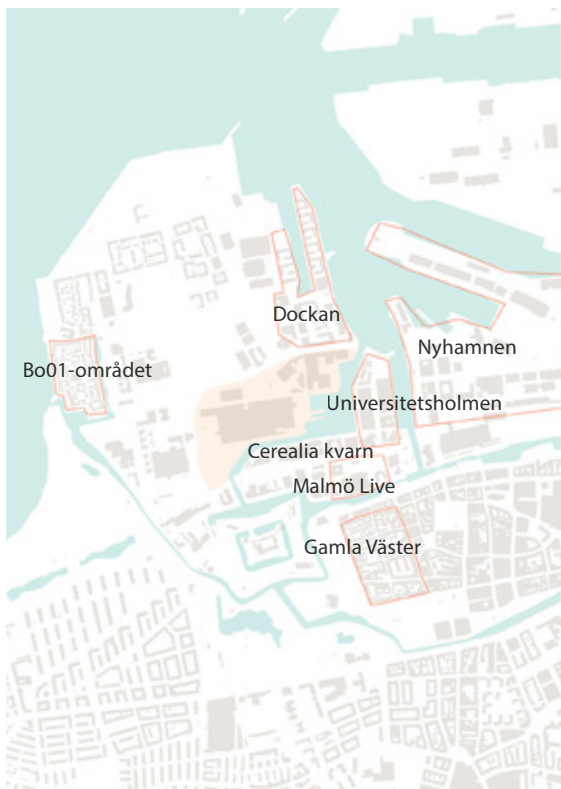 Dockan
Nyhamnen
Bo01-området
Universitetsholmen
Cerealia kvarn
Malmö Live
Gamla Väster